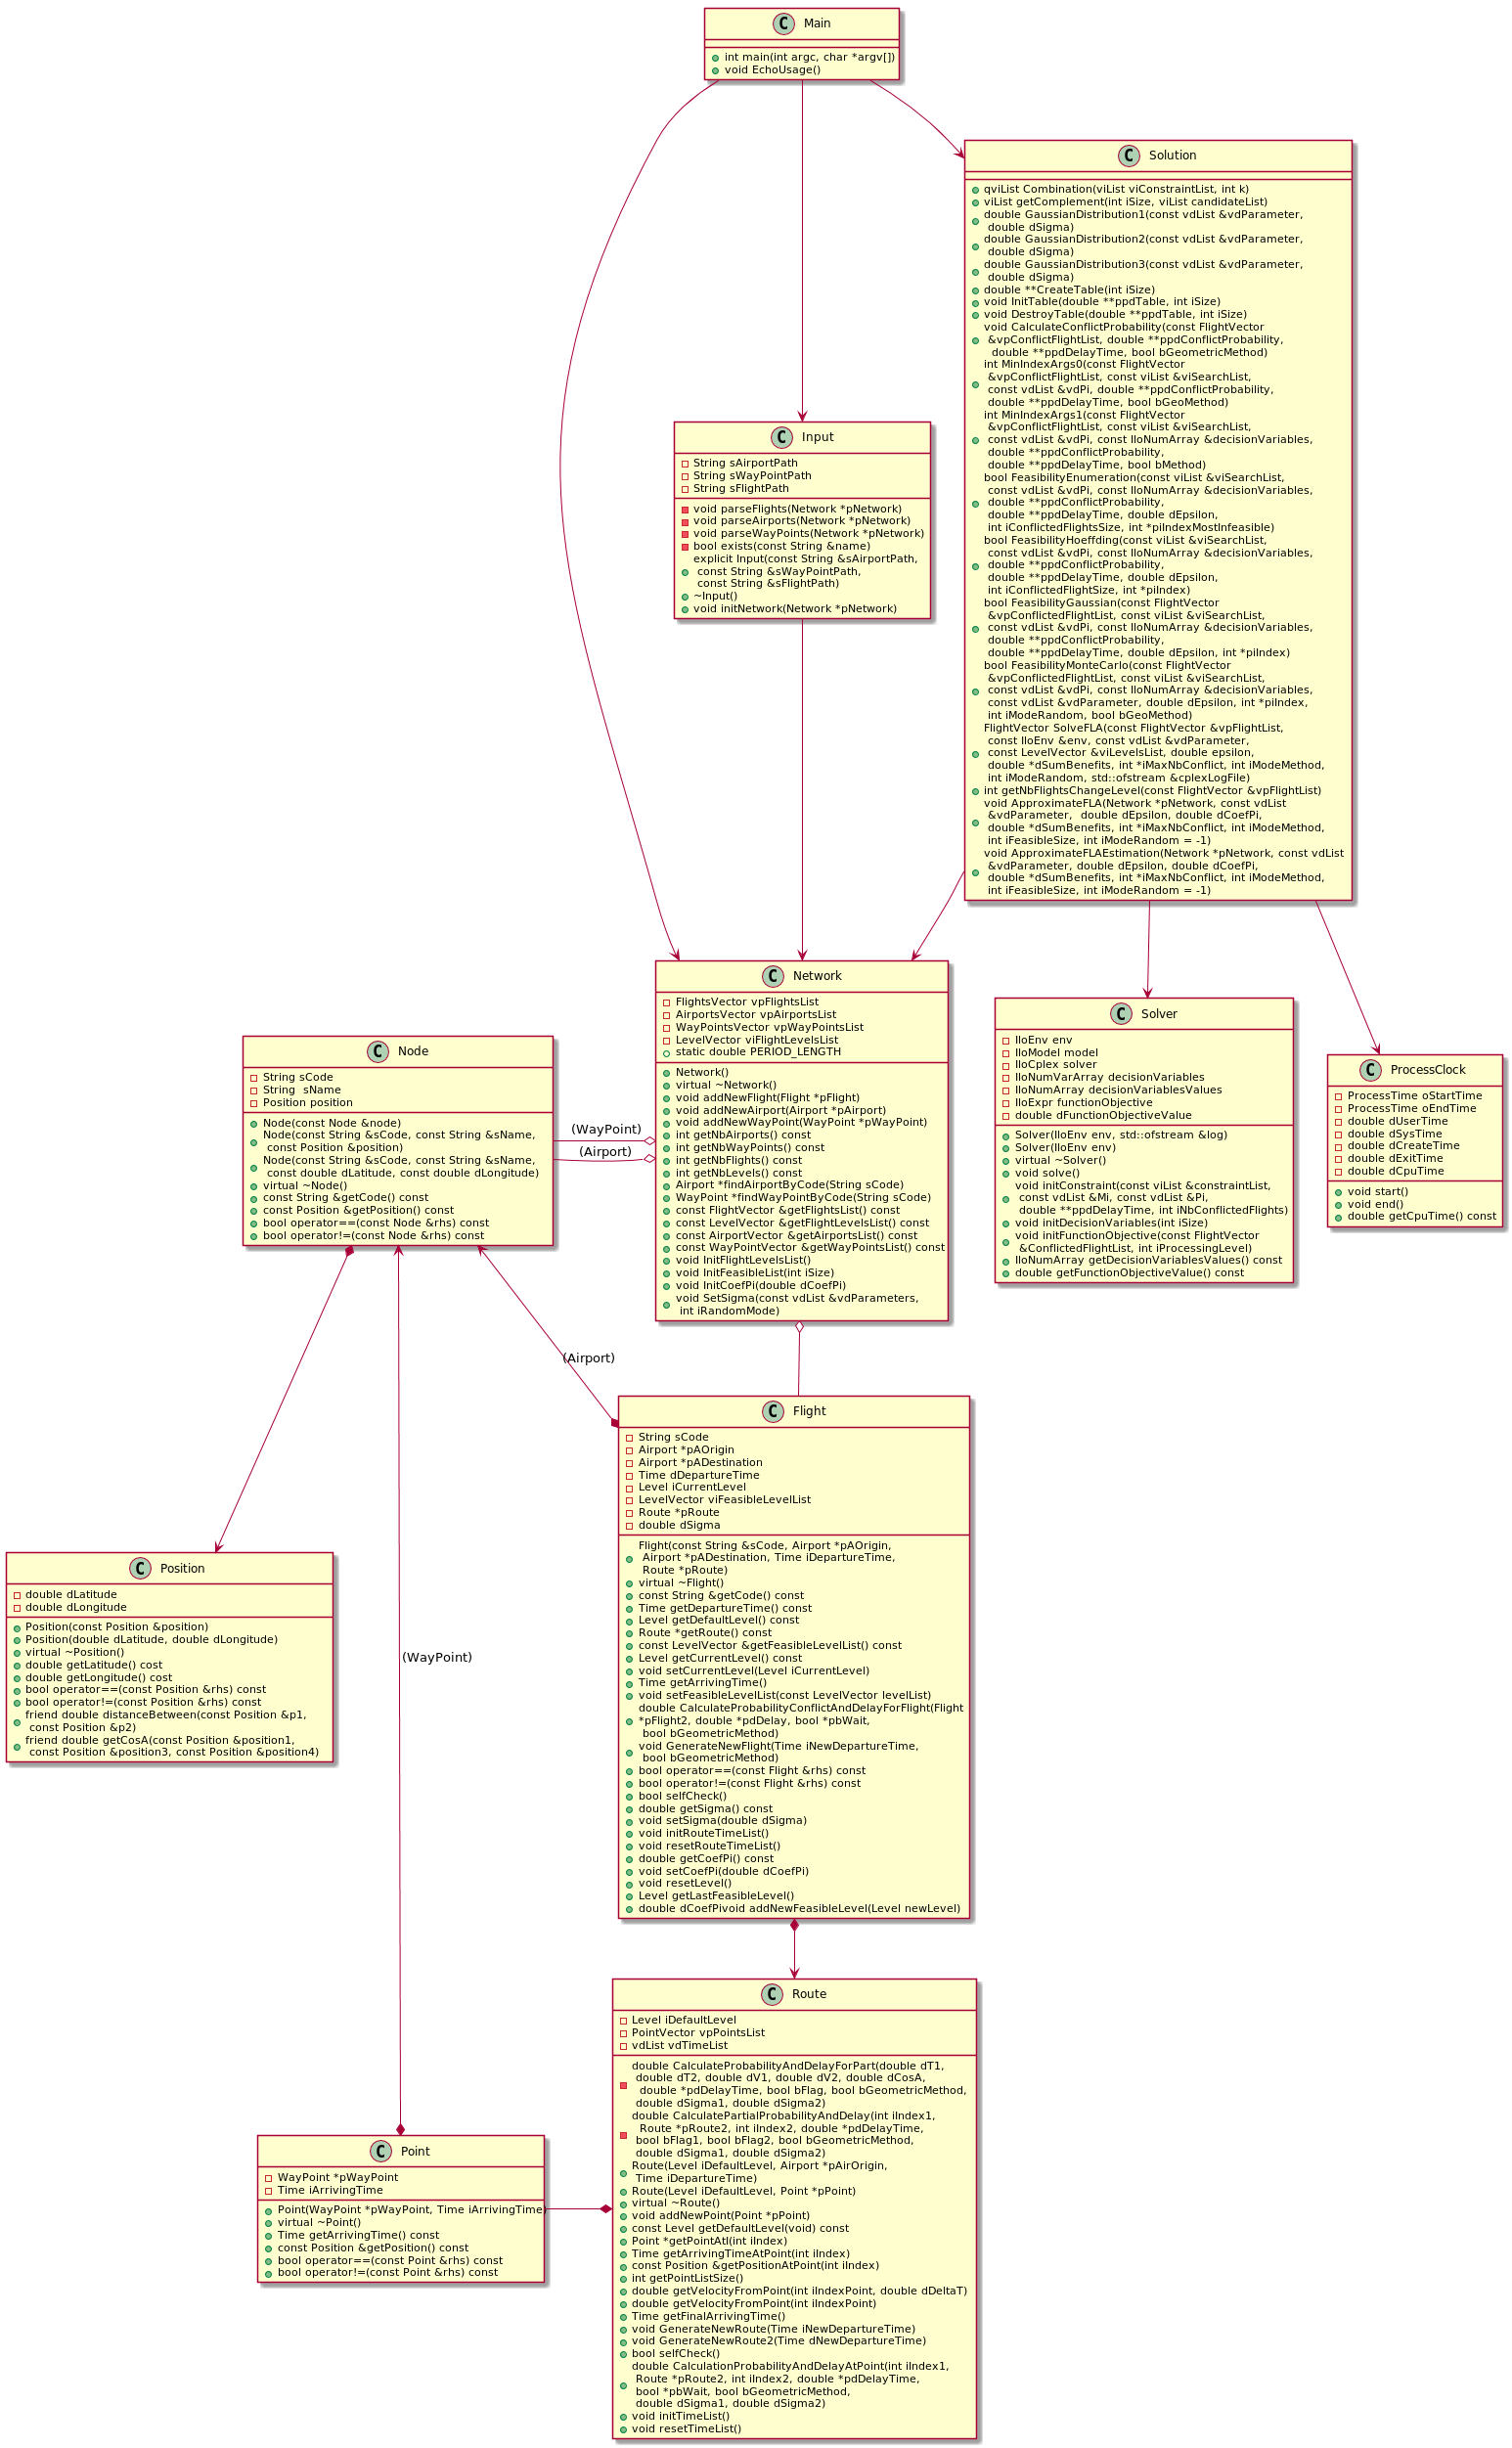 C Main
int main(int argc, char *argv[])
void EchoUsage()
C Solution
qviList Combination(viList viConstraintList, int k)
viList getComplement(int iSize, viList candidateList)
double GaussianDistribution1(const vdList &vdParameter,
double dSigma)
double GaussianDistribution2(const vdList &vdParameter,
double dSigma)
double GaussianDistribution3(const vdList &vdParameter,
double dSigma)
double **CreateTable(int iSize)
void InitTable(double **ppdTable, int iSize)
void DestroyTable(double **ppdTable, int iSize)
void CalculateConflictProbability(const FlightVector
&vpConflictFlightList, double **ppdConflictProbability,
double **ppdDelayTime, bool bGeometricMethod)
int MinIndexArgs0(const FlightVector
&vpConflictFlightList, const viList &viSearchList,
const vdList &vdPi, double **ppdConflictProbability,
double **ppdDelayTime, bool bGeoMethod)
int MinIndexArgs1(const FlightVector
&vpConflictFlightList, const viList &viSearchList,
const vdList &vdPi, const IloNumArray &decisionVariables,
double **ppdConflictProbability,
double **ppdDelayTime, bool bMethod)
bool FeasibilityEnumeration(const viList &viSearchList,
const vdList &vdPi, const IloNumArray &decisionVariables,
double **ppdConflictProbability,
double **ppdDelayTime, double dEpsilon,
int iConflictedFlightsSize, int *piIndexMostInfeasible)
bool FeasibilityHoeffding(const viList &viSearchList,
const vdList &vdPi, const IloNumArray &decisionVariables,
double **ppdConflictProbability,
double **ppdDelayTime, double dEpsilon,
int iConflictedFlightSize, int *piIndex)
bool FeasibilityGaussian(const FlightVector
&vpConflictedFlightList, const viList &viSearchList,
const vdList &vdPi, const IloNumArray &decisionVariables,
double **ppdConflictProbability,
double **ppdDelayTime, double dEpsilon, int *piIndex)
bool FeasibilityMonteCarlo(const FlightVector
&vpConflictedFlightList, const viList &viSearchList,
const vdList &vdPi, const IloNumArray &decisionVariables,
const vdList &vdParameter, double dEpsilon, int *piIndex,
int iModeRandom, bool bGeoMethod)
FlightVector SolveFLA(const FlightVector &vpFlightList,
const IloEnv &env, const vdList &vdParameter,
const LevelVector &viLevelsList, double epsilon,
double *dSumBenefits, int *iMaxNbConflict, int iModeMethod,
int iModeRandom, std::ofstream &cplexLogFile)
int getNbFlightsChangeLevel(const FlightVector &vpFlightList)
void ApproximateFLA(Network *pNetwork, const vdList
&vdParameter, double dEpsilon, double dCoefPi,
double *dSumBenefits, int *iMaxNbConflict, int iModeMethod,
int iFeasibleSize, int iModeRandom = -1)
void ApproximateFLAEstimation(Network *pNetwork, const vdList
&vdParameter, double dEpsilon, double dCoefPi,
double *dSumBenefits, int *iMaxNbConflict, int iModeMethod,
int iFeasibleSize, int iModeRandom = -1)
C Input
String sAirportPath
String sWayPointPath
String sFlightPath
void parseFlights(Network *pNetwork)
void parseAirports(Network *pNetwork)
void parseWayPoints(Network *pNetwork)
bool exists(const String &name)
explicit Input(const String &sAirportPath,
const String &sWayPointPath,
const String &sFlightPath)
~Input()
void initNetwork(Network *pNetwork)
C Network
FlightsVector vpFlightsList
AirportsVector vpAirportsList
WayPointsVector vpWayPointsList
LevelVector viFlightLevelsList
static double PERIOD_LENGTH
Network()
virtual ~Network()
void addNewFlight(Flight *pFlight)
void addNewAirport(Airport *pAirport)
void addNewWayPoint(WayPoint *pWayPoint)
int getNbAirports() const
int getNbWayPoints() const
int getNbFlights() const
int getNbLevels() const
Airport *findAirportByCode(String sCode)
WayPoint *findWayPointByCode(String sCode)
const FlightVector &getFlightsList() const
const LevelVector &getFlightLevelsList() const
const AirportVector &getAirportsList() const
const WayPointVector &getWayPointsList() const
void InitFlightLevelsList()
void InitFeasibleList(int iSize)
void InitCoefPi(double dCoefPi)
void SetSigma(const vdList &vdParameters,
int iRandomMode)
C Solver
IloEnv env
IloModel model
IloCplex solver
IloNumVarArray decisionVariables
IloNumArray decisionVariablesValues
IloExpr functionObjective
double dFunctionObjectiveValue
Solver(IloEnv env, std::ofstream &log)
Solver(IloEnv env)
virtual ~Solver()
void solve()
void initConstraint(const viList &constraintList,
const vdList &Mi, const vdList &Pi,
double **ppdDelayTime, int iNbConflictedFlights)
void initDecisionVariables(int iSize)
void initFunctionObjective(const FlightVector
&ConflictedFlightList, int iProcessingLevel)
IloNumArray getDecisionVariablesValues() const
double getFunctionObjectiveValue() const
C ProcessClock
ProcessTime oStartTime
ProcessTime oEndTime
double dUserTime
double dSysTime
double dCreateTime
double dExitTime
double dCpuTime
void start()
void end()
double getCpuTime() const
C Node
String sCode
String  sName
Position position
Node(const Node &node)
Node(const String &sCode, const String &sName,
const Position &position)
Node(const String &sCode, const String &sName,
const double dLatitude, const double dLongitude)
virtual ~Node()
const String &getCode() const
const Position &getPosition() const
bool operator==(const Node &rhs) const
bool operator!=(const Node &rhs) const
(WayPoint)
(Airport)
(Airport)
C Flight
String sCode
Airport *pAOrigin
Airport *pADestination
Time dDepartureTime
Level iCurrentLevel
LevelVector viFeasibleLevelList
Route *pRoute
double dSigma
Flight(const String &sCode, Airport *pAOrigin,
Airport *pADestination, Time iDepartureTime,
Route *pRoute)
virtual ~Flight()
const String &getCode() const
Time getDepartureTime() const
Level getDefaultLevel() const
Route *getRoute() const
const LevelVector &getFeasibleLevelList() const
Level getCurrentLevel() const
void setCurrentLevel(Level iCurrentLevel)
Time getArrivingTime()
void setFeasibleLevelList(const LevelVector levelList)
double CalculateProbabilityConflictAndDelayForFlight(Flight
*pFlight2, double *pdDelay, bool *pbWait,
bool bGeometricMethod)
void GenerateNewFlight(Time iNewDepartureTime,
bool bGeometricMethod)
bool operator==(const Flight &rhs) const
bool operator!=(const Flight &rhs) const
bool selfCheck()
double getSigma() const
void setSigma(double dSigma)
void initRouteTimeList()
void resetRouteTimeList()
double getCoefPi() const
void setCoefPi(double dCoefPi)
void resetLevel()
Level getLastFeasibleLevel()
double dCoefPivoid addNewFeasibleLevel(Level newLevel)
C Position
double dLatitude
double dLongitude
Position(const Position &position)
Position(double dLatitude, double dLongitude)
virtual ~Position()
double getLatitude() cost
double getLongitude() cost
bool operator==(const Position &rhs) const
bool operator!=(const Position &rhs) const
friend double distanceBetween(const Position &p1,
const Position &p2)
friend double getCosA(const Position &position1,
const Position &position3, const Position &position4)
(WayPoint)
C Route
Level iDefaultLevel
PointVector vpPointsList
vdList vdTimeList
double CalculateProbabilityAndDelayForPart(double dT1,
double dT2, double dV1, double dV2, double dCosA,
double *pdDelayTime, bool bFlag, bool bGeometricMethod,
double dSigma1, double dSigma2)
double CalculatePartialProbabilityAndDelay(int iIndex1,
Route *pRoute2, int iIndex2, double *pdDelayTime,
bool bFlag1, bool bFlag2, bool bGeometricMethod,
double dSigma1, double dSigma2)
Route(Level iDefaultLevel, Airport *pAirOrigin,
Time iDepartureTime)
Route(Level iDefaultLevel, Point *pPoint)
virtual ~Route()
void addNewPoint(Point *pPoint)
const Level getDefaultLevel(void) const
Point *getPointAtI(int iIndex)
Time getArrivingTimeAtPoint(int iIndex)
const Position &getPositionAtPoint(int iIndex)
int getPointListSize()
double getVelocityFromPoint(int iIndexPoint, double dDeltaT)
double getVelocityFromPoint(int iIndexPoint)
Time getFinalArrivingTime()
void GenerateNewRoute(Time iNewDepartureTime)
void GenerateNewRoute2(Time dNewDepartureTime)
bool selfCheck()
double CalculationProbabilityAndDelayAtPoint(int iIndex1,
Route *pRoute2, int iIndex2, double *pdDelayTime,
bool *pbWait, bool bGeometricMethod,
double dSigma1, double dSigma2)
void initTimeList()
void resetTimeList()
C Point
WayPoint *pWayPoint
Time iArrivingTime
Point(WayPoint *pWayPoint, Time iArrivingTime)
virtual ~Point()
Time getArrivingTime() const
const Position &getPosition() const
bool operator==(const Point &rhs) const
bool operator!=(const Point &rhs) const